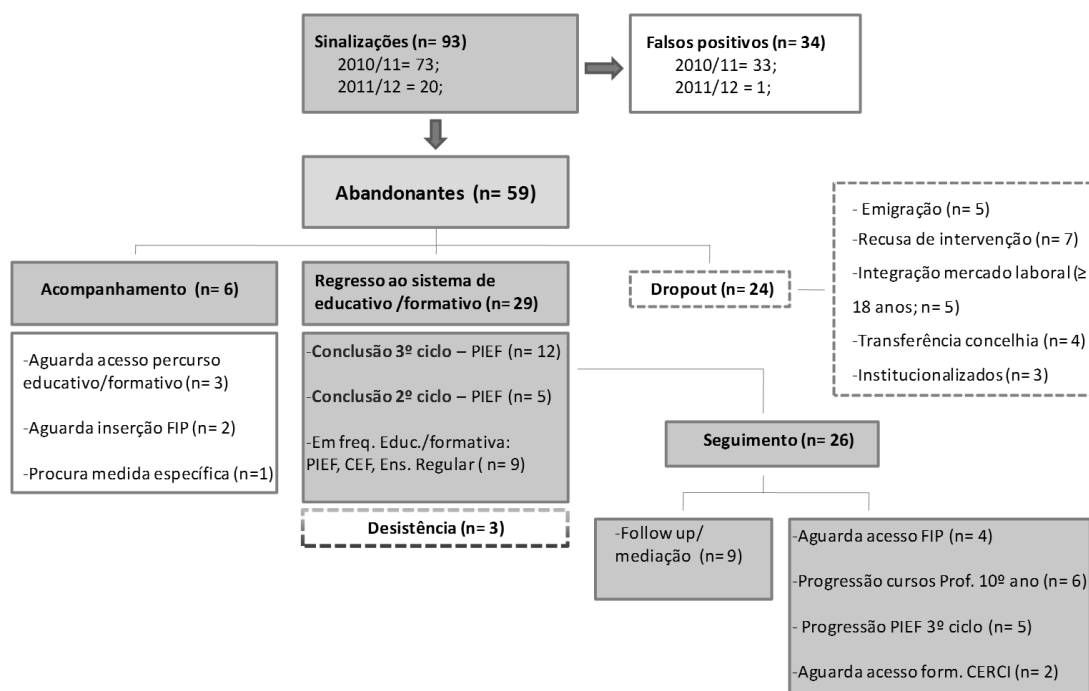 Sinalizações (n= 93)
2010/11= 73;
2011/12 = 20;
Falsos positivos (n= 34)
2010/11= 33;
2011/12 = 1;
Abandonantes (n= 59)
- Emigração (n= 5)
-Recusa de intervenção (n= 7)
-Integração mercado laboral (≥
18 anos; n= 5)
-Transferência concelhia (n= 4)
-Institucionalizados (n= 3)
Acompanhamento (n= 6)
Regresso ao sistema de
educativo /formativo (n= 29)
Dropout (n= 24)
-Aguarda acesso percurso
educativo/formativo (n= 3)
-Aguarda inserção FIP (n= 2)
-Procura medida específica (n=1)
-Conclusão 3º ciclo – PIEF (n= 12)
-Conclusão 2º ciclo – PIEF (n= 5)
-Em freq. Educ./formativa:
PIEF, CEF, Ens. Regular ( n= 9)
Desistência (n= 3)
Seguimento (n= 26)
-Follow up/
mediação (n= 9)
-Aguarda acesso FIP (n= 4)
-Progressão cursos Prof. 10º ano (n= 6)
- Progressão PIEF 3º ciclo (n= 5)
-Aguarda acesso form. CERCI (n= 2)